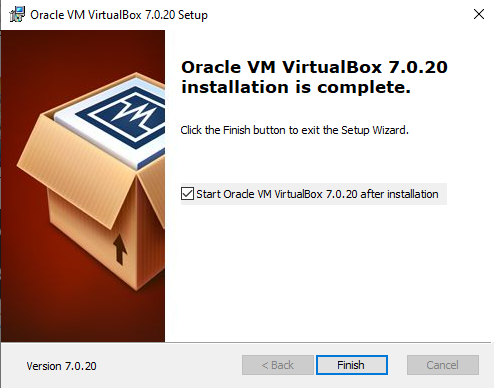 Oracle VM VirtualBox 7.0.20 Setup
Oracle VM VirtualBox 7.0.20
installation is complete.
Click the Finish button to exit the Setup Wizard.
Start Oracle VM VirtualBox 7.0.20 after installation
Version 7.0.20
< Back
Finish
Cancel